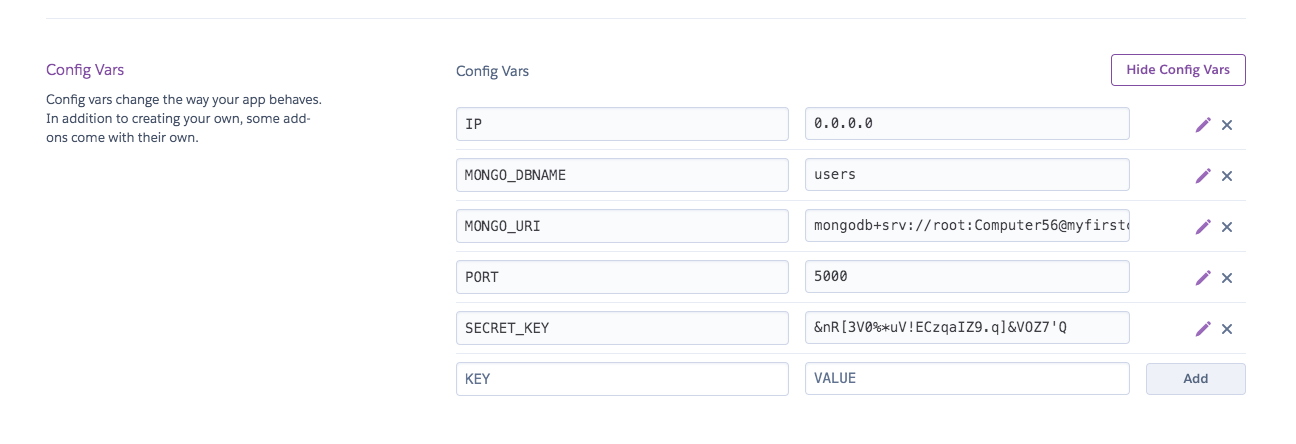 Config Vars
Config vars change the way your app behaves.
In addition to creating your own, some add-
ons come with their own.
Config Vars
Hide Config Vars
IP 0.0.0.0
MONGO_DBNAME users
MONGO_URI mongodb+srv://root:Computer56@myfirstc
PORT 5000
SECRET_KEY &nR[3V0%*uV!ECzqaIZ9.q]&VOZ7'Q
KEY VALUE Add